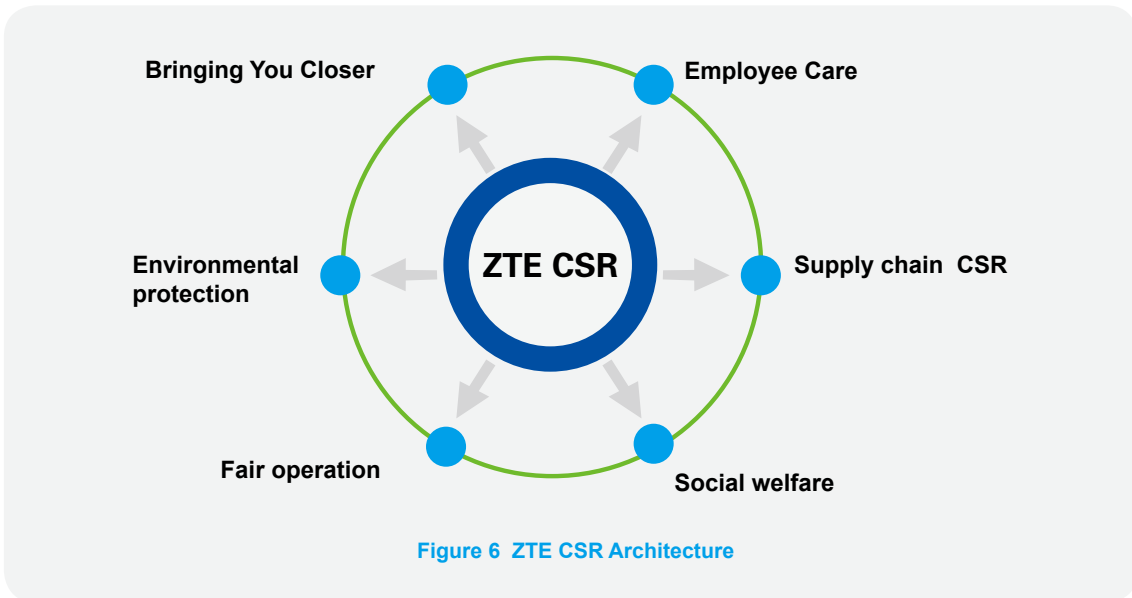 Bringing You Closer
Employee Care
Environmental
protection
ZTE CSR
Supply chain CSR
Fair operation
Social welfare
Figure 6 ZTE CSR Architecture